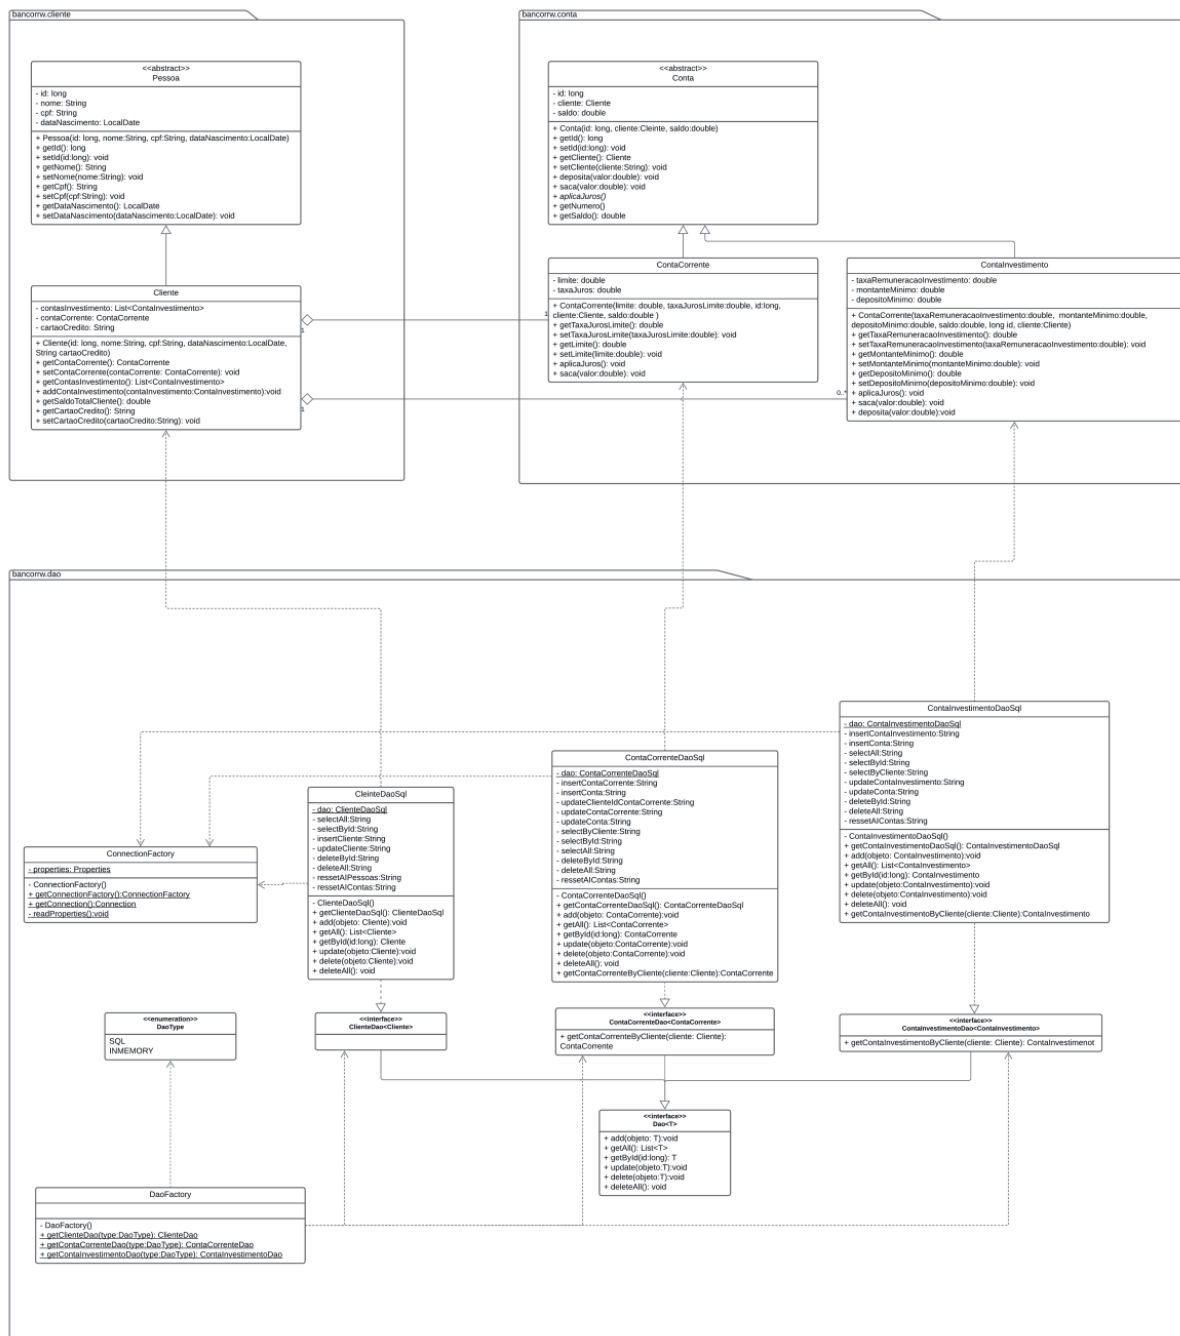 bancorrw.cliente
<<abstract>>
Pessoa
- id: long
- nome: String
- cpf: String
- dataNascimento: LocalDate
+ Pessoa(id: long, nome:String, cpf:String, dataNascimento:LocalDate)
+ getId(): long
+ setId(id:long): void
+ getNome(): String
+ setNome(nome:String): void
+ getCpf(): String
+ setCpf(cpf:String): void
+ getDataNascimento(): LocalDate
+ setDataNascimento(dataNascimento:LocalDate): void
Cliente
- contasInvestimento: List<ContaInvestimento>
- contaCorrente: ContaCorrente
- cartaoCredito: String
+ Cliente(id: long, nome:String, cpf:String, dataNascimento:LocalDate,
String cartaoCredito)
+ getContaCorrente(): ContaCorrente
+ setContaCorrente(contaCorrente: ContaCorrente): void
+ getContasInvestimento(): List<ContaInvestimento>
+ addContaInvestimento(contaInvestimento:ContaInvestimento):void
+ getSaldoTotalCliente(): double
+ getCartaoCredito(): String
+ setCartaoCredito(cartaoCredito:String): void
1
1
1
0..*
bancorrw.conta
<<abstract>>
Conta
- id: long
- cliente: Cliente
- saldo: double
+ Conta(id: long, cliente:Cleinte, saldo:double)
+ getId(): long
+ setId(id:long): void
+ getCliente(): Cliente
+ setCliente(cliente:String): void
+ deposita(valor:double): void
+ saca(valor:double): void
+ aplicaJuros()
+ getNumero()
+ getSaldo(): double
ContaCorrente
- limite: double
- taxaJuros: double
+ ContaCorrente(limite: double, taxaJurosLimite:double, id:long,
cliente:Cliente, saldo:double )
+ getTaxaJurosLimite(): double
+ setTaxaJurosLimite(taxaJurosLimite:double): void
+ getLimite(): double
+ setLimite(limite:double): void
+ aplicaJuros(): void
+ saca(valor:double): void
ContaInvestimento
- taxaRemuneracaoInvestimento: double
- montanteMinimo: double
- depositoMinimo: double
+ ContaCorrente(taxaRemuneracaoInvestimento:double, montanteMinimo:double,
depositoMinimo:double, saldo:double, long id, cliente:Cliente)
+ getTaxaRemuneracaoInvestimento(): double
+ setTaxaRemuneracaoInvestimento(taxaRemuneracaoInvestimento:double): void
+ getMontanteMinimo(): double
+ setMontanteMinimo(montanteMinimo:double): void
+ getDepositoMinimo(): double
+ setDepositoMinimo(depositoMinimo:double): void
+ aplicaJuros(): void
+ saca(valor:double): void
+ deposita(valor:double):void
bancorrw.dao
ContaInvestimentoDaoSql
- dao: ContaInvestimentoDaoSql
- insertContaInvestimento:String
- insertConta:String
- selectAll:String
- selectById:String
- selectByCliente:String
- updateContaInvestimento:String
- updateConta:String
- deleteById:String
- deleteAll:String
- ressetAIContas:String
- ContaInvestimentoDaoSql()
+ getContaInvestimentoDaoSql(): ContaInvestimentoDaoSql
+ add(objeto: ContaInvestimento):void
+ getAll(): List<ContaInvestimento>
+ getById(id:long): ContaInvestimento
+ update(objeto:ContaInvestimento):void
+ delete(objeto:ContaInvestimento):void
+ deleteAll(): void
+ getContaInvestimentoByCliente(cliente:Cliente):ContaInvestimento
ContaCorrenteDaoSql
- dao: ContaCorrenteDaoSql
- insertContaCorrente:String
- insertConta:String
- updateClienteIdContaCorrente:String
- updateContaCorrente:String
- updateConta:String
- selectByCliente:String
- selectById:String
- selectAll:String
- deleteById:String
- deleteAll:String
- ressetAIContas:String
- ContaCorrenteDaoSql()
+ getContaCorrenteDaoSql(): ContaCorrenteDaoSql
+ add(objeto: ContaCorrente):void
+ getAll(): List<ContaCorrente>
+ getById(id:long): ContaCorrente
+ update(objeto:ContaCorrente):void
+ delete(objeto:ContaCorrente):void
+ deleteAll(): void
+ getContaCorrenteByCliente(cliente:Cliente):ContaCorrente
CleinteDaoSql
- dao: ClienteDaoSql
- selectAll:String
- selectById:String
- insertCliente:String
- updateCliente:String
- deleteById:String
- deleteAll:String
- ressetAIPessoas:String
- ressetAIContas:String
- ClienteDaoSql()
+ getClienteDaoSql(): ClienteDaoSql
+ add(objeto: Cliente):void
+ getAll(): List<Cliente>
+ getById(id:long): Cliente
+ update(objeto:Cliente):void
+ delete(objeto:Cliente):void
+ deleteAll(): void
ConnectionFactory
- properties: Properties
- ConnectionFactory()
+ getConnectionFactory():ConnectionFactory
+ getConnection():Connection
- readProperties():void
<<enumeration>>
DaoType
SQL
INMEMORY
<<interface>>
ClienteDao<Cliente>
<<interface>>
ContaCorrenteDao<ContaCorrente>
+ getContaCorrenteByCliente(cliente: Cliente):
ContaCorrente
<<interface>>
ContaInvestimentoDao<ContaInvestimento>
+ getContaInvestimentoByCliente(cliente: Cliente): ContaInvestimenot
<<interface>>
Dao<T>
+ add(objeto: T):void
+ getAll(): List<T>
+ getById(id:long): T
+ update(objeto:T):void
+ delete(objeto:T):void
+ deleteAll(): void
DaoFactory
- DaoFactory()
+ getClienteDao(type:DaoType): ClienteDao
+ getContaCorrenteDao(type:DaoType): ContaCorrenteDao
+ getContaInvestimentoDao(type:DaoType): ContaInvestimentoDao